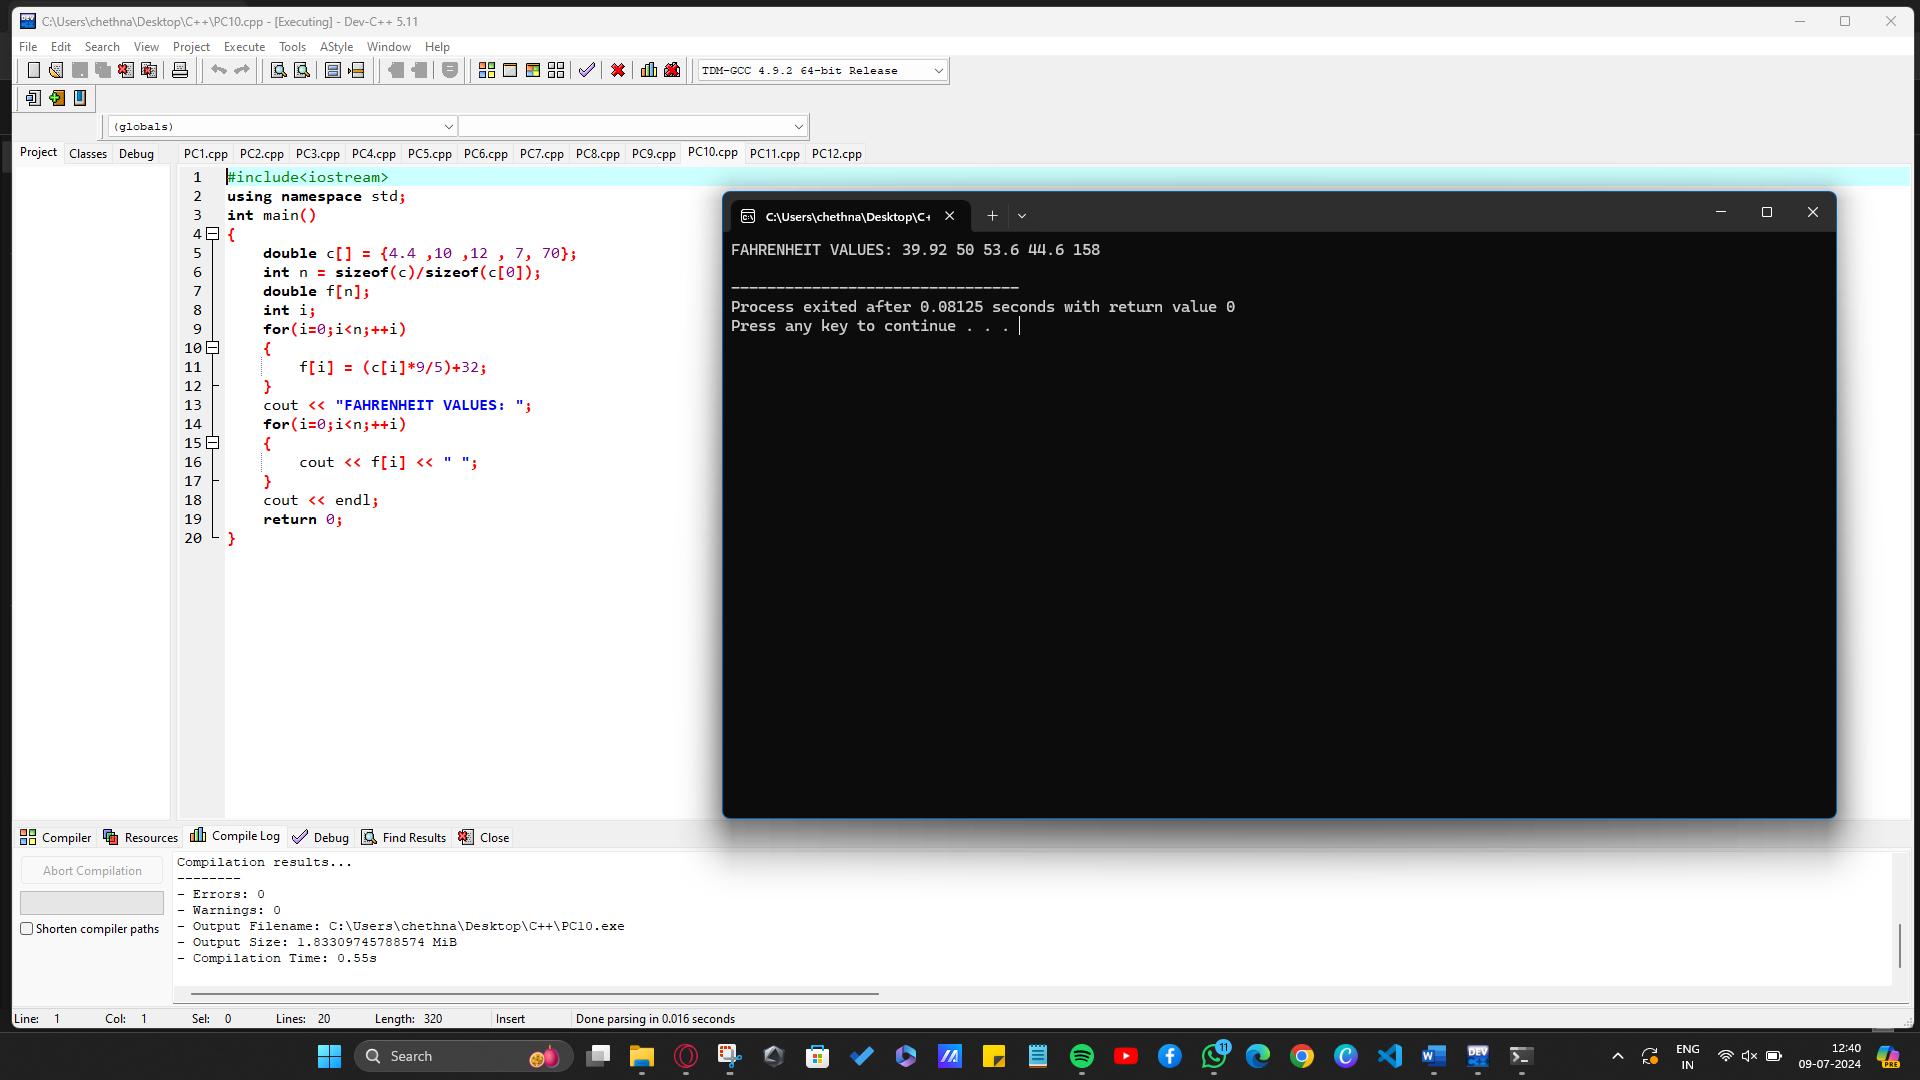 C:\Users\chethna\Desktop\C++\PC10.cpp - [Executing] - Dev-C++ 5.11
File Edit Search View Project Execute Tools AStyle Window Help
TDM-GCC 4.9.2 64-bit Release
(globals)
Project Classes Debug
PC1.cpp PC2.cpp PC3.cpp PC4.cpp PC5.cpp PC6.cpp PC7.cpp PC8.cpp PC9.cpp PC10.cpp PC11.cpp PC12.cpp
1 #include<iostream>
2 using namespace std;
3 int main()
4 {
5 double c[] = {4.4 ,10 ,12 , 7, 70};
6 int n = sizeof(c)/sizeof(c[0]);
7 double f[n];
8 int i;
9 for(i=0;i<n;++i)
10 {
11 f[i] = (c[i]*9/5)+32;
12 }
13 cout << "FAHRENHEIT VALUES: ";
14 for(i=0;i<n;++i)
15 {
16 cout << f[i] << " ";
17 }
18 cout << endl;
19 return 0;
20 }
C:\Users\chethna\Desktop\C+
FAHRENHEIT VALUES: 39.92 50 53.6 44.6 158
--------------------------------
Process exited after 0.08125 seconds with return value 0
Press any key to continue . . .
Compiler Resources Compile Log Debug Find Results Close
Abort Compilation
Shorten compiler paths
Compilation results...
--------
- Errors: 0
- Warnings: 0
- Output Filename: C:\Users\chethna\Desktop\C++\PC10.exe
- Output Size: 1.83309745788574 MiB
- Compilation Time: 0.55s
Line: 1 Col: 1 Sel: 0 Lines: 20 Length: 320 Insert Done parsing in 0.016 seconds
Search
11
DEV
ENG
IN
12:40
09-07-2024
PRE